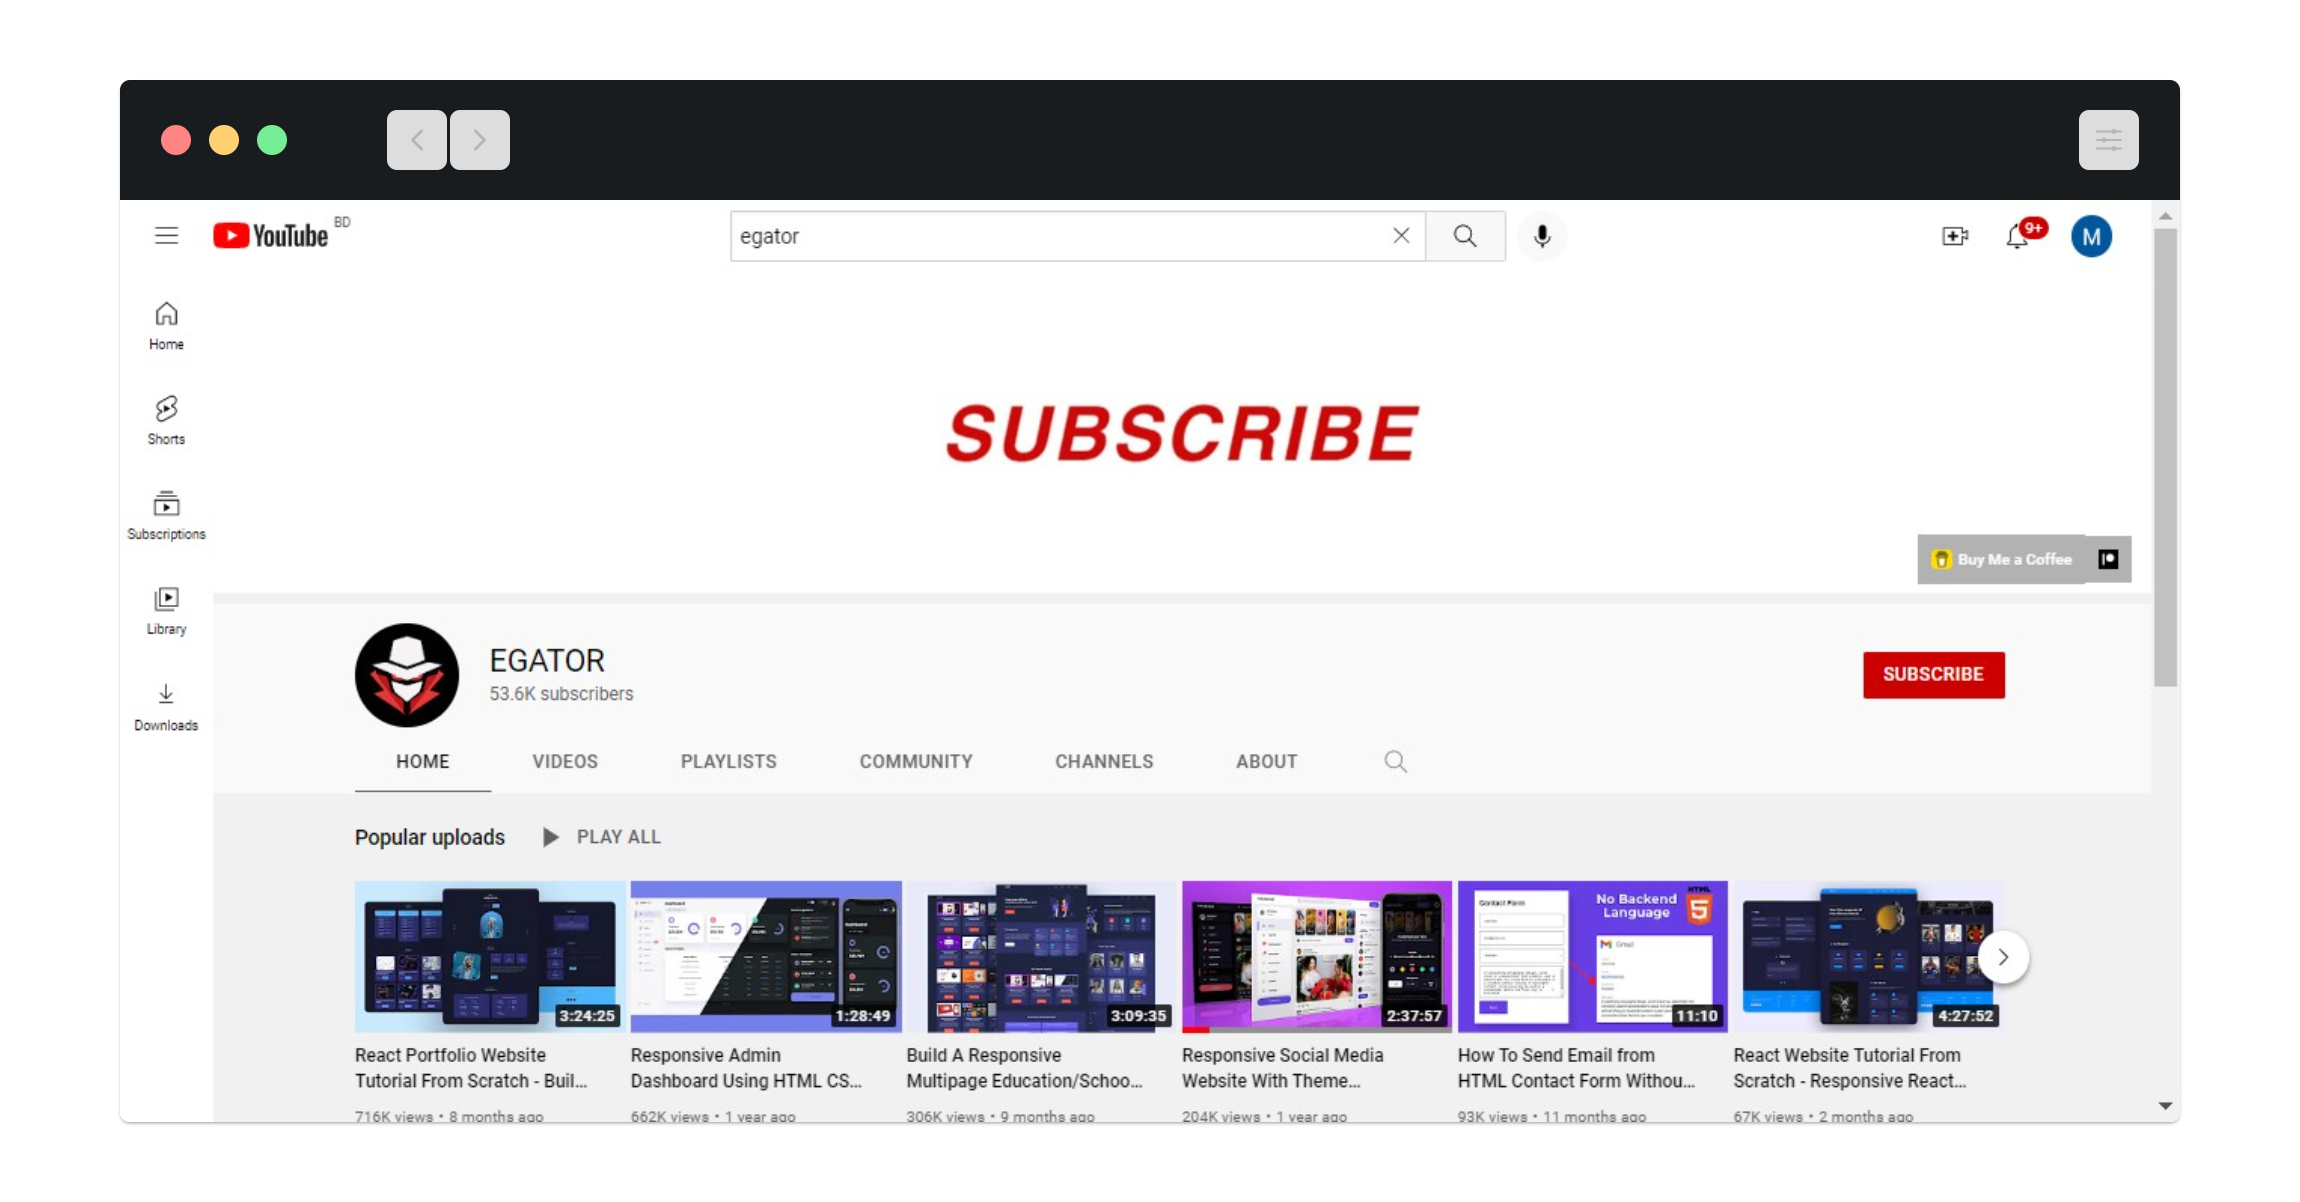 YouTube BD
egator
9+
M
Home
Shorts
Subscriptions
Library
Downloads
SUBSCRIBE
Buy Me a Coffee
EGATOR
53.6K subscribers
SUBSCRIBE
HOME VIDEOS PLAYLISTS COMMUNITY CHANNELS ABOUT
Popular uploads PLAY ALL
3:24:25
1:28:49
3:09:35
2:37:57
Contact Form
No Backend
Language
HTML
5
Gmail
11:10
4:27:52
React Portfolio Website
Tutorial From Scratch - Buil...
716K views • 8 months ago
Responsive Admin
Dashboard Using HTML CS...
662K views • 1 year ago
Build A Responsive
Multipage Education/Schoo...
306K views • 9 months ago
Responsive Social Media
Website With Theme...
204K views • 1 year ago
How To Send Email from
HTML Contact Form Withou...
93K views • 11 months ago
React Website Tutorial From
Scratch - Responsive React...
67K views • 2 months ago